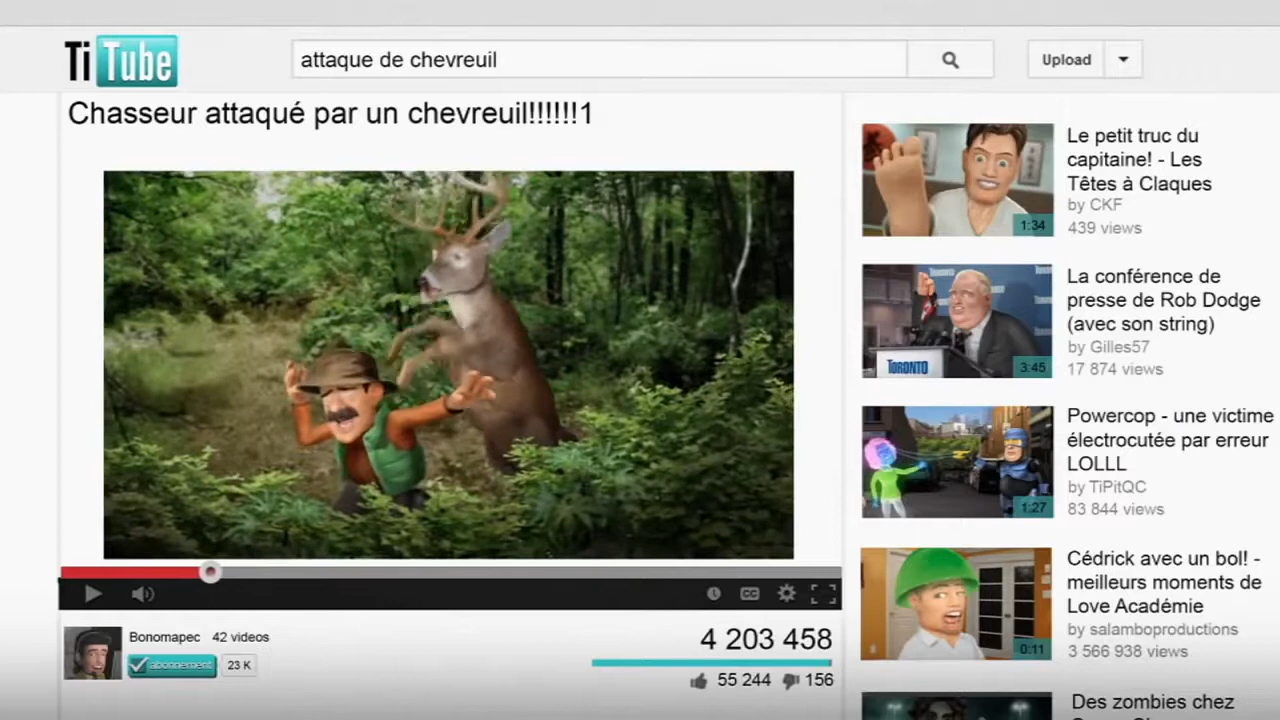 Ti Tube
attaque de chevreuil
Upload
Chasseur attaqué par un chevreuil!!!!!!1
Bonomapec 42 videos
abonnement 23 K
4 203 458
55 244 156
Le petit truc du
capitaine! - Les
Têtes à Claques
by CKF
439 views
1:34
La conférence de
presse de Rob Dodge
(avec son string)
by Gilles57
17 874 views
TORONTO
3:45
Powercop - une victime
électrocutée par erreur
LOLLL
by TiPitQC
83 844 views
1:27
Cédrick avec un bol! -
meilleurs moments de
Love Académie
by salamboproductions
3 566 938 views
0:11
Des zombies chez
CC